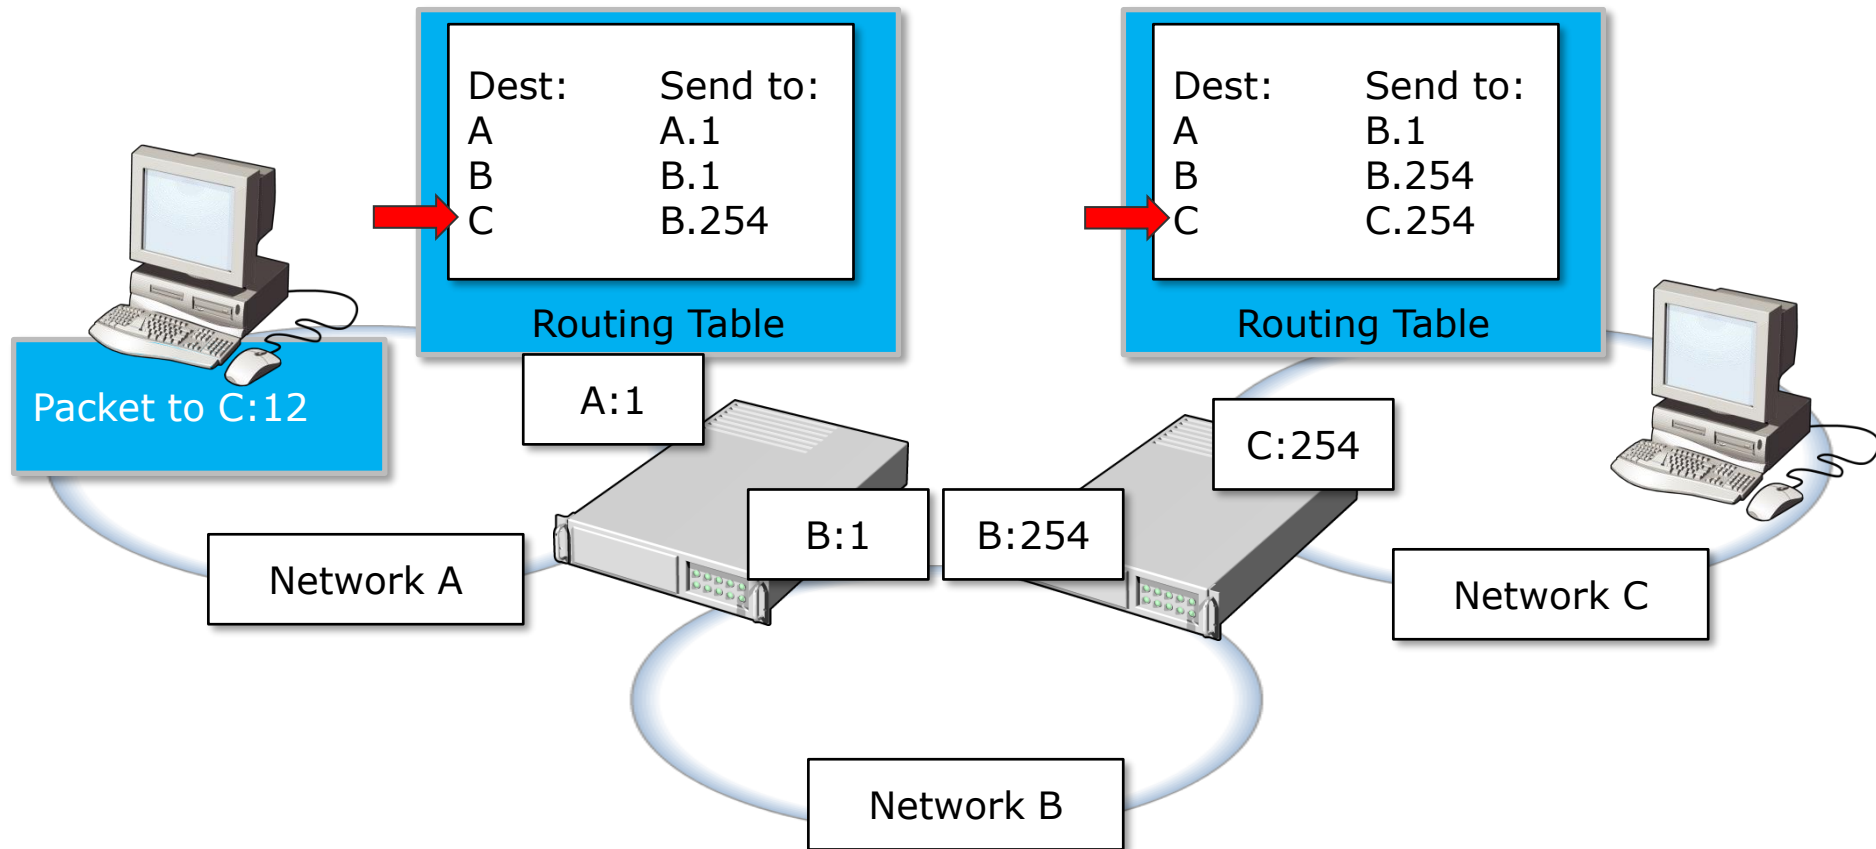 Dest: Send to:
A A.1
B B.1
C B.254
Routing Table
Dest: Send to:
A B.1
B B.254
C C.254
Routing Table
Packet to C:12
A:1
C:254
B:1
B:254
Network A
Network C
Network B